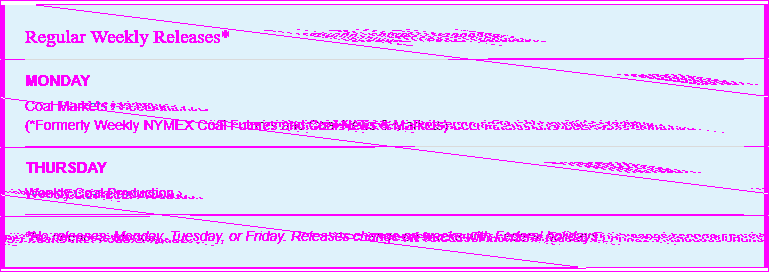 Regular Weekly Releases*
MONDAY
Coal Markets
(*Formerly Weekly NYMEX Coal Futures and Coal News & Markets)
THURSDAY
Weekly Coal Production
*No releases Monday, Tuesday, or Friday. Releases change on weeks with Federal holidays.